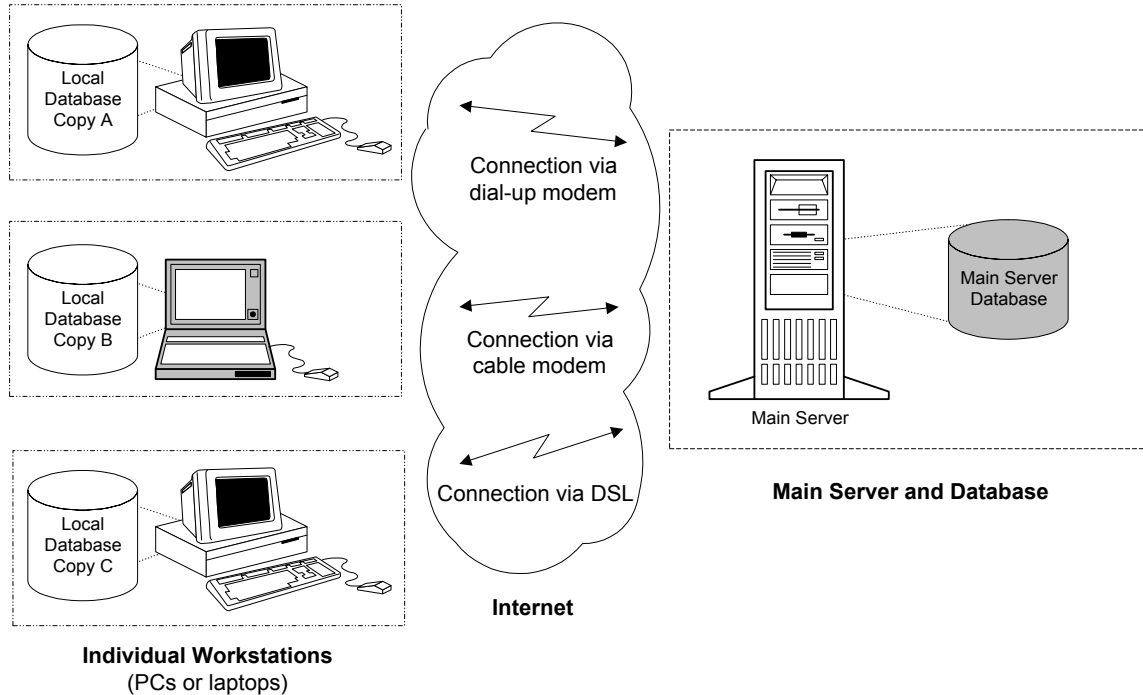 Local
Database
Copy A
Local
Database
Copy B
Local
Database
Copy C
Individual Workstations
(PCs or laptops)
Connection via
dial-up modem
Connection via
cable modem
Connection via DSL
Internet
Main Server
Database
Main Server
Main Server and Database